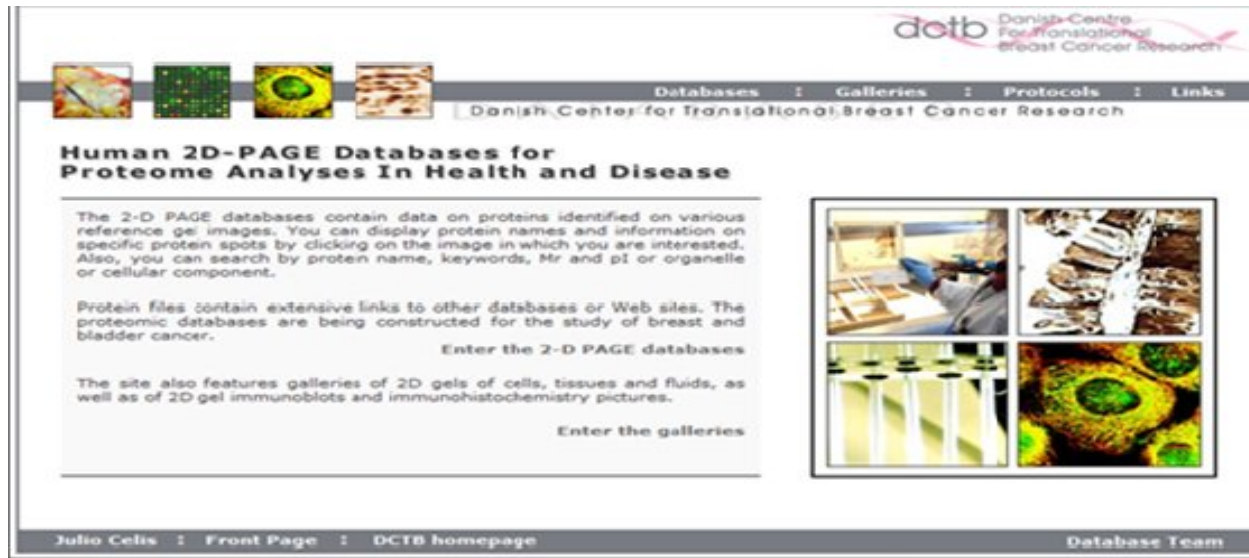 dctb Danish Centre
For Translational
Breast Cancer Research
Databases : Galleries : Protocols : Links
Danish Center for Translational Breast Cancer Research
Human 2D-PAGE Databases for
Proteome Analyses In Health and Disease
The 2-D PAGE databases contain data on proteins identified on various
reference gel images. You can display protein names and information on
specific protein spots by clicking on the image in which you are interested.
Also, you can search by protein name, keywords, Mr and pI or organelle
or cellular component.
Protein files contain extensive links to other databases or Web sites. The
proteomic databases are being constructed for the study of breast and
bladder cancer.
Enter the 2-D PAGE databases
The site also features galleries of 2D gels of cells, tissues and fluids, as
well as of 2D gel immunoblots and immunohistochemistry pictures.
Enter the galleries
Julio Celis : Front Page : DCTB homepage
Database Team